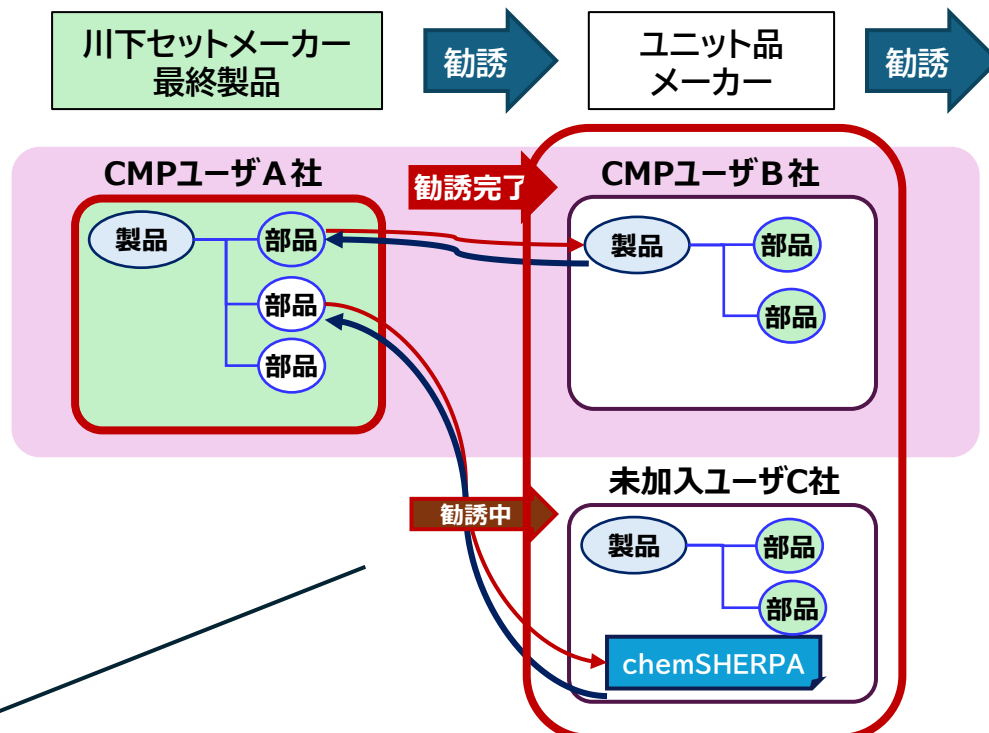 川下セットメーカー
最終製品
勧誘
ユニット品
メーカー
勧誘
CMPユーザA社
勧誘完了
CMPユーザB社
製品
部品
部品
部品
製品
部品
部品
未加入ユーザC社
勧誘中
製品
部品
部品
chemSHERPA